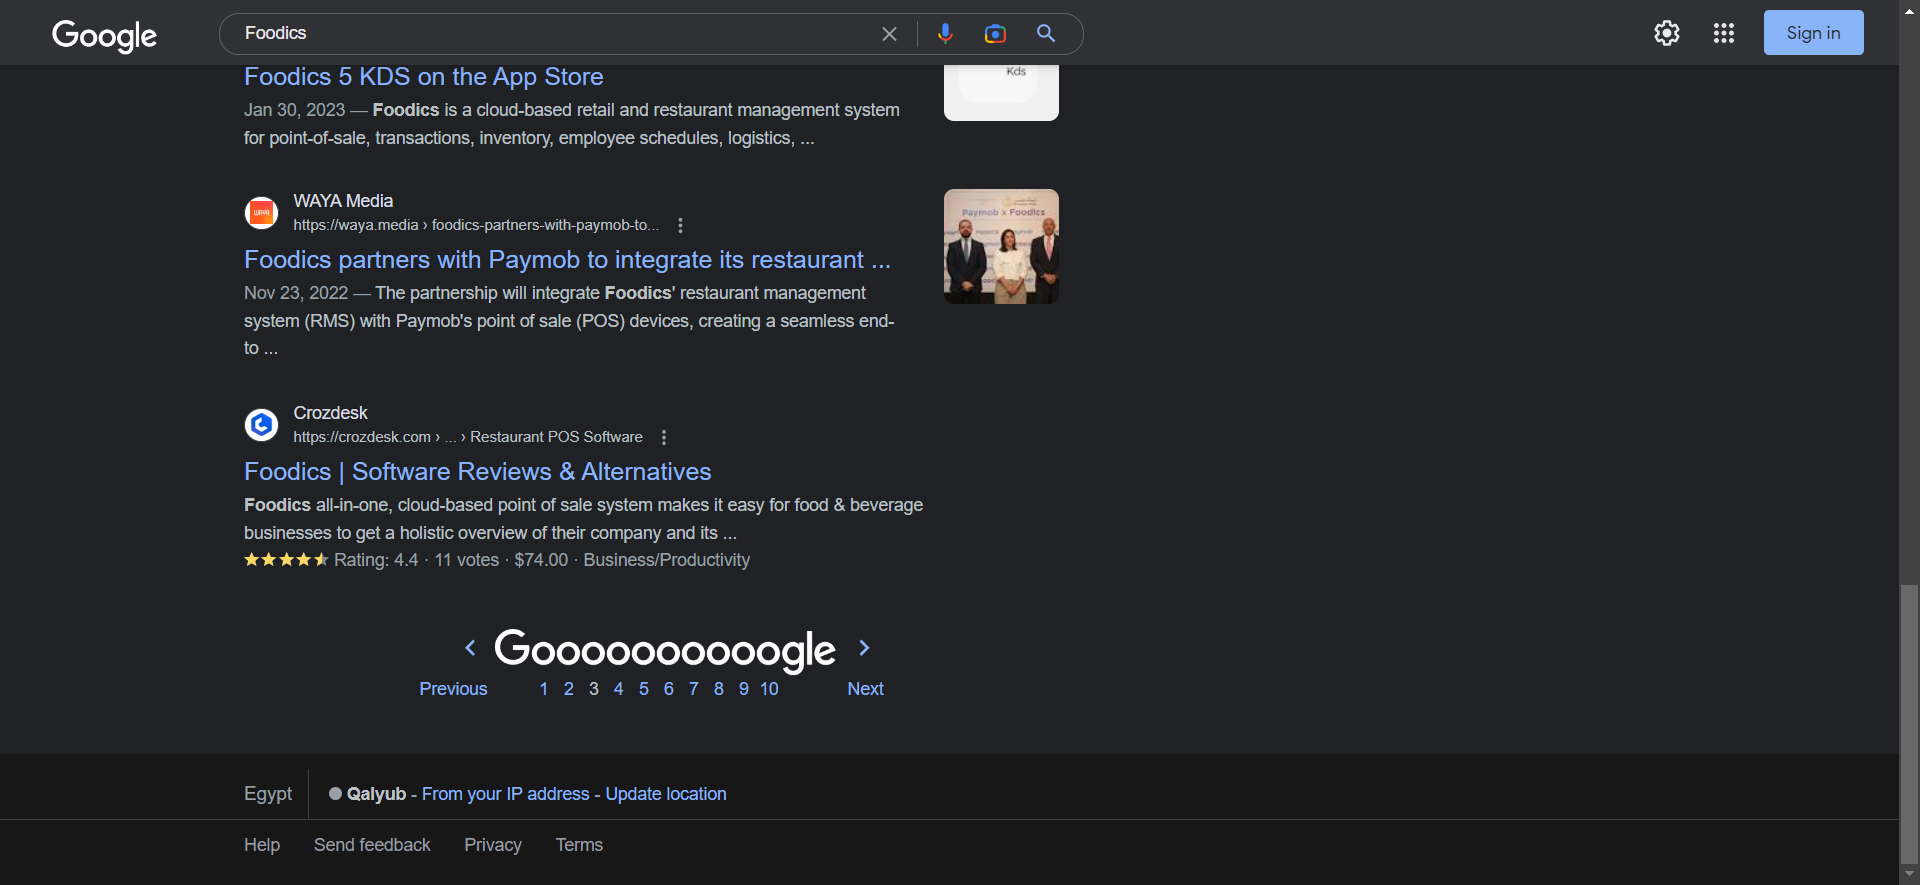 Google
Foodics
Sign in
Foodics 5 KDS on the App Store
Kds
Jan 30, 2023 — Foodics is a cloud-based retail and restaurant management system
for point-of-sale, transactions, inventory, employee schedules, logistics, ...
WAYA Media
WAYA
https://waya.media › foodics-partners-with-paymob-to...
Paymob x Foodics
Foodics partners with Paymob to integrate its restaurant ...
Nov 23, 2022 — The partnership will integrate Foodics' restaurant management
system (RMS) with Paymob's point of sale (POS) devices, creating a seamless end-
to ...
Crozdesk
https://crozdesk.com › ... › Restaurant POS Software
Foodics | Software Reviews & Alternatives
Foodics all-in-one, cloud-based point of sale system makes it easy for food & beverage
businesses to get a holistic overview of their company and its ...
Rating: 4.4 · 11 votes · $74.00 · Business/Productivity
Goooooooooogle
Previous 1 2 3 4 5 6 7 8 9 10 Next
Egypt
Qalyub - From your IP address - Update location
Help Send feedback Privacy Terms